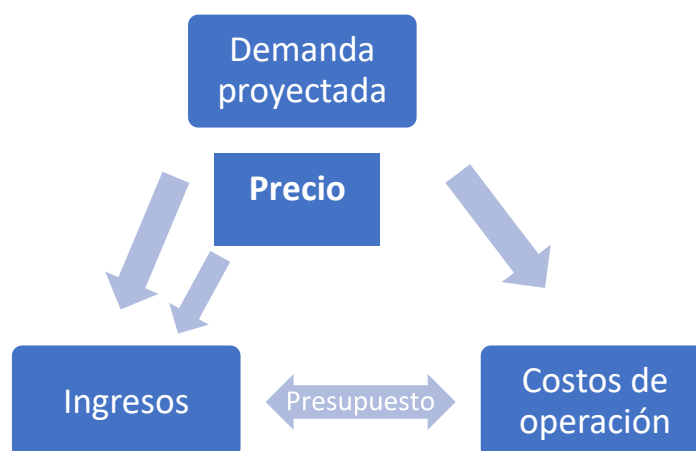 Demanda
proyectada
Precio
Ingresos
Presupuesto
Costos de
operación